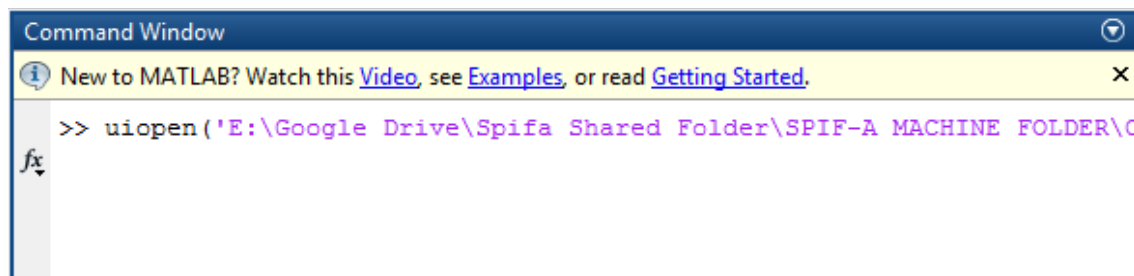 Command Window
New to MATLAB? Watch this Video, see Examples, or read Getting Started.
>> uiopen('E:\Google Drive\Spifa Shared Folder\SPIF-A MACHINE FOLDER\
fx